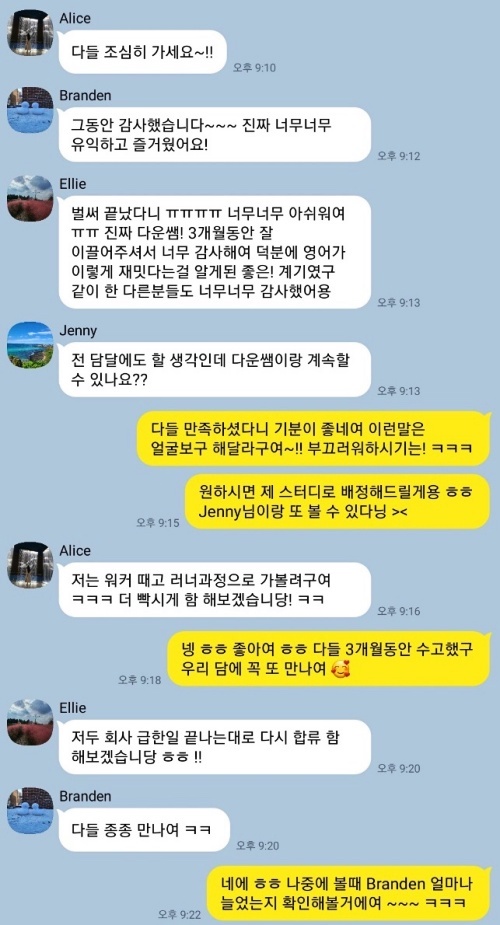 Alice
다들 조심히 가세요~!!
오후 9:10
Branden
그동안 감사했습니다~~~ 진짜 너무너무
유익하고 즐거웠어요!
오후 9:12
Ellie
벌써 끝났다니 ㅠㅠㅠㅠ 너무너무 아쉬워여
ㅠㅠ 진짜 다운쌤! 3개월동안 잘
이끌어주셔서 너무 감사해여 덕분에 영어가
이렇게 재밋다는걸 알게된 좋은! 계기였구
같이 한 다른분들도 너무너무 감사했어용
오후 9:13
Jenny
전 담달에도 할 생각인데 다운쌤이랑 계속할
수 있나요??
오후 9:13
다들 만족하셨다니 기분이 좋네여 이런말은
얼굴보구 해달라구여~!! 부끄러워하시기는! ㅋㅋㅋ
원하시면 제 스터디로 배정해드릴게용 ㅎㅎ
Jenny님이랑 또 볼 수 있다닝 ><
오후 9:15
Alice
저는 워커 때고 러너과정으로 가볼려구여
ㅋㅋㅋㅋ 더 빡시게 함 해보겠습니당! ㅋㅋ
오후 9:16
넹 ㅎㅎ 좋아여 ㅎㅎ 다들 3개월동안 수고했구
우리 담에 꼭 또 만나여 🥰
오후 9:18
Ellie
저두 회사 급한일 끝나는대로 다시 합류 함
해보겠습니당 ㅎㅎ !!
오후 9:20
Branden
다들 종종 만나여 ㅋㅋ
오후 9:20
네에 ㅎㅎ 나중에 볼때 Branden 얼마나
늘었는지 확인해볼거에여 ~~~ ㅋㅋㅋ
오후 9:22